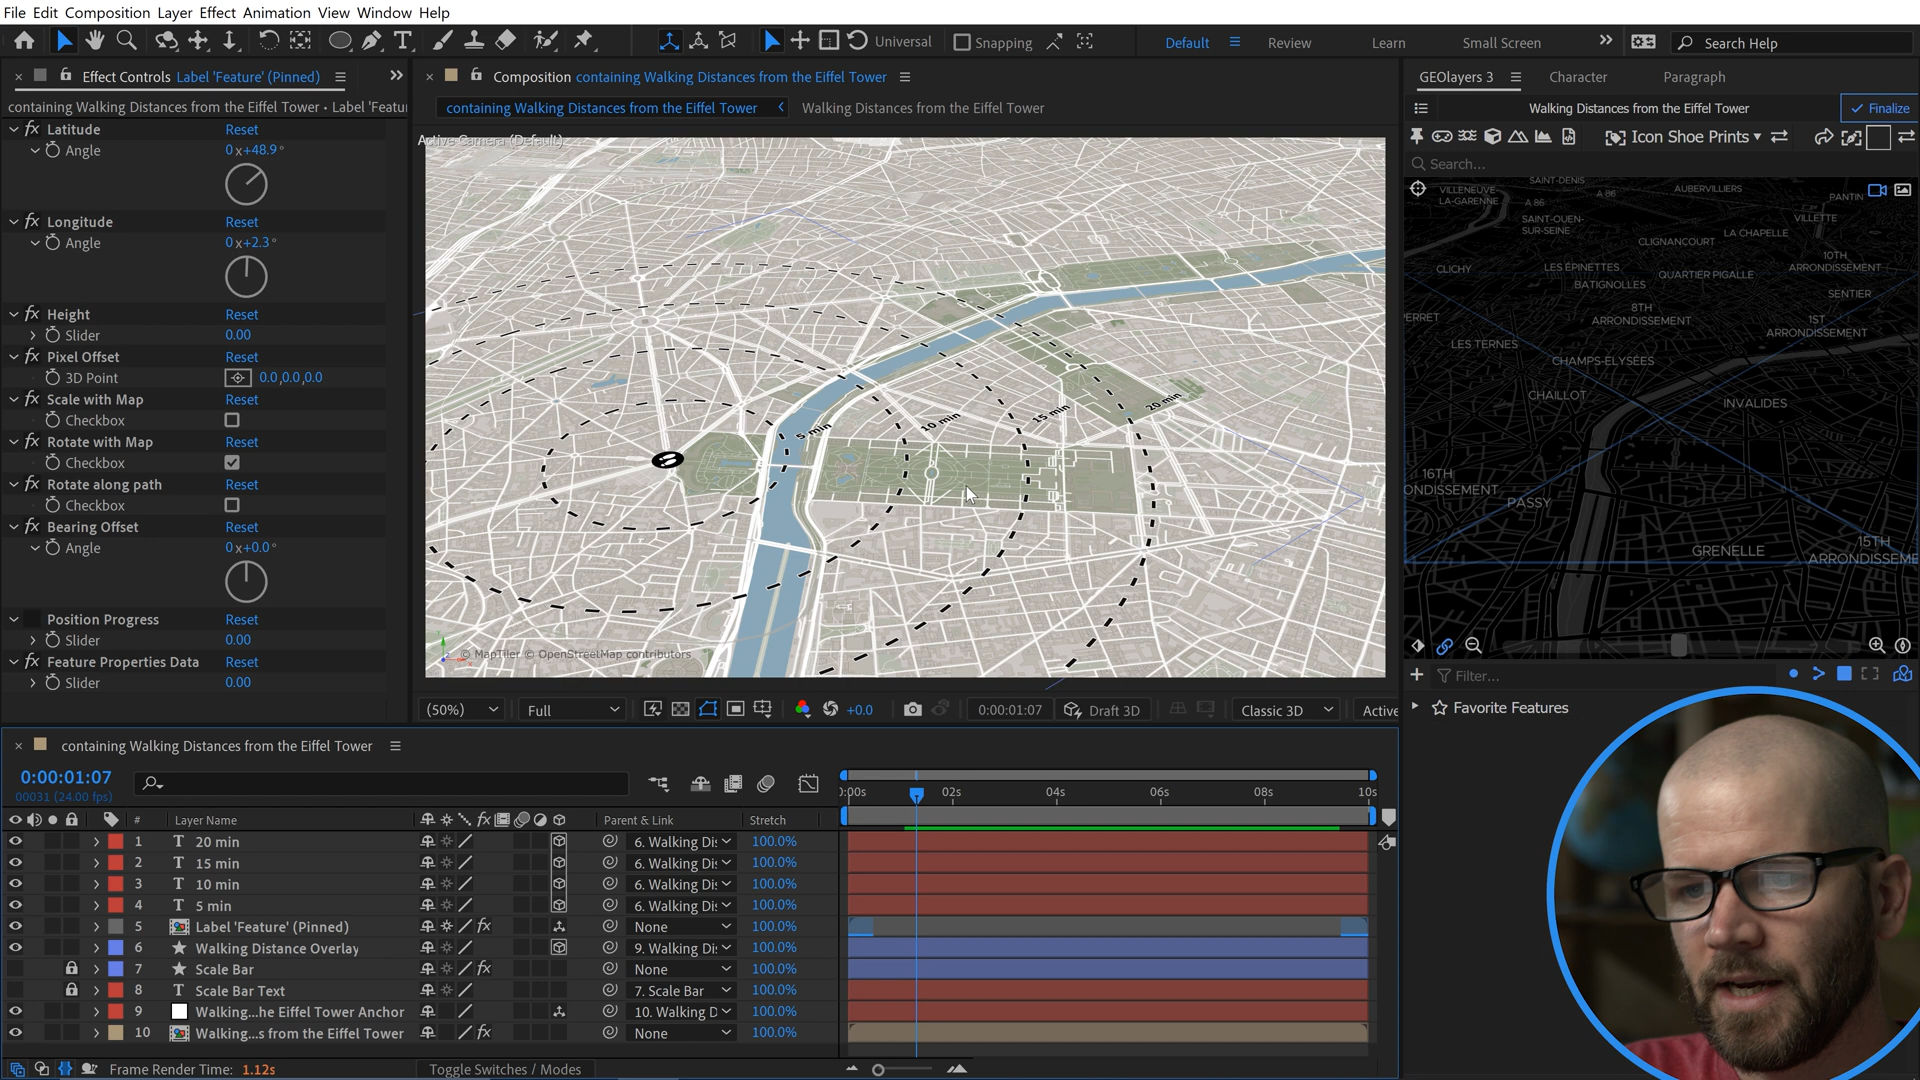 File Edit Composition Layer Effect Animation View Window Help
Universal
Snapping
Default
Review
Learn
Small Screen
Search Help
Effect Controls Label 'Feature' (Pinned)
containing Walking Distances from the Eiffel Tower • Label 'Featu
Latitude Reset
Angle 0x+48.9°
Longitude Reset
Angle 0x+2.3°
Height Reset
Slider 0.00
Pixel Offset Reset
3D Point 0.0,0.0,0.0
Scale with Map Reset
Checkbox
Rotate with Map Reset
Checkbox
Rotate along path Reset
Checkbox
Bearing Offset Reset
Angle 0x+0.0°
Position Progress Reset
Slider 0.00
Feature Properties Data Reset
Slider 0.00
Composition containing Walking Distances from the Eiffel Tower
containing Walking Distances from the Eiffel Tower
Walking Distances from the Eiffel Tower
Active Camera (Default)
5 min
10 min
15 min
20 min
© MapTiler © OpenStreetMap contributors
(50%) Full +0.0 0:00:01:07 Draft 3D Classic 3D Active
GEOlayers 3
Character
Paragraph
Walking Distances from the Eiffel Tower
Finalize
Icon Shoe Prints
Search...
VILLENEUVE
LA-GARENNE
SAINT-DENIS
A 86
AUBERVILLIERS
PANTIN
A 86
SAINT-OUEN-
SUR-SEINE
VILLETTE
LA CHAPELLE
CLIGNANCOURT
10TH
ARRONDISSEMENT
CLICHY
LES ÉPINETTES
QUARTIER PIGALLE
BATIGNOLLES
SENTIER
8TH
ARRONDISSEMENT
ERRET
1ST
ARRONDISSEMENT
LES TERNES
CHAMPS-ELYSÉES
CHAILLOT
INVALIDES
16TH
ONDISSEMENT
PASSY
GRENELLE
15TH
ARRONDISSEME
Filter...
Favorite Features
containing Walking Distances from the Eiffel Tower
0:00:01:07
00031 (24.00 fps)
0:00s 02s 04s 06s 08s 10s
# Layer Name Parent & Link Stretch
1 T 20 min 6. Walking Dis 100.0%
2 T 15 min 6. Walking Dis 100.0%
3 T 10 min 6. Walking Dis 100.0%
4 T 5 min 6. Walking Dis 100.0%
5 Label 'Feature' (Pinned) None 100.0%
6 Walking Distance Overlay 9. Walking Dis 100.0%
7 Scale Bar None 100.0%
8 T Scale Bar Text 7. Scale Bar 100.0%
9 Walking...he Eiffel Tower Anchor 10. Walking D 100.0%
10 Walking...s from the Eiffel Tower None 100.0%
Frame Render Time: 1.12s
Toggle Switches / Modes